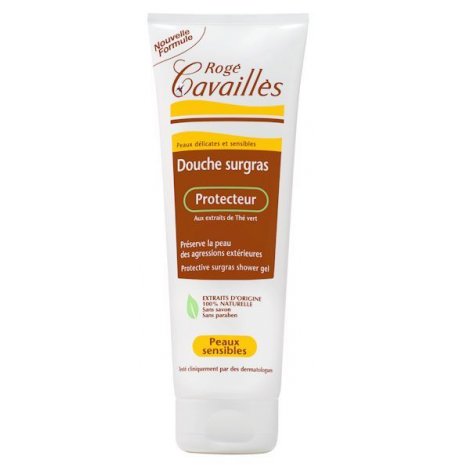 Nouvelle
Formule
Rogé
Cavaillès
Peaux délicates et sensibles
Douche surgras
Protecteur
Aux extraits de Thé vert
Préserve la peau
des agressions extérieures
Protective surgras shower gel
EXTRAITS D'ORIGINE
100% NATURELLE
Sans savon
Sans paraben
Peaux
sensibles
Testé cliniquement par des dermatologues